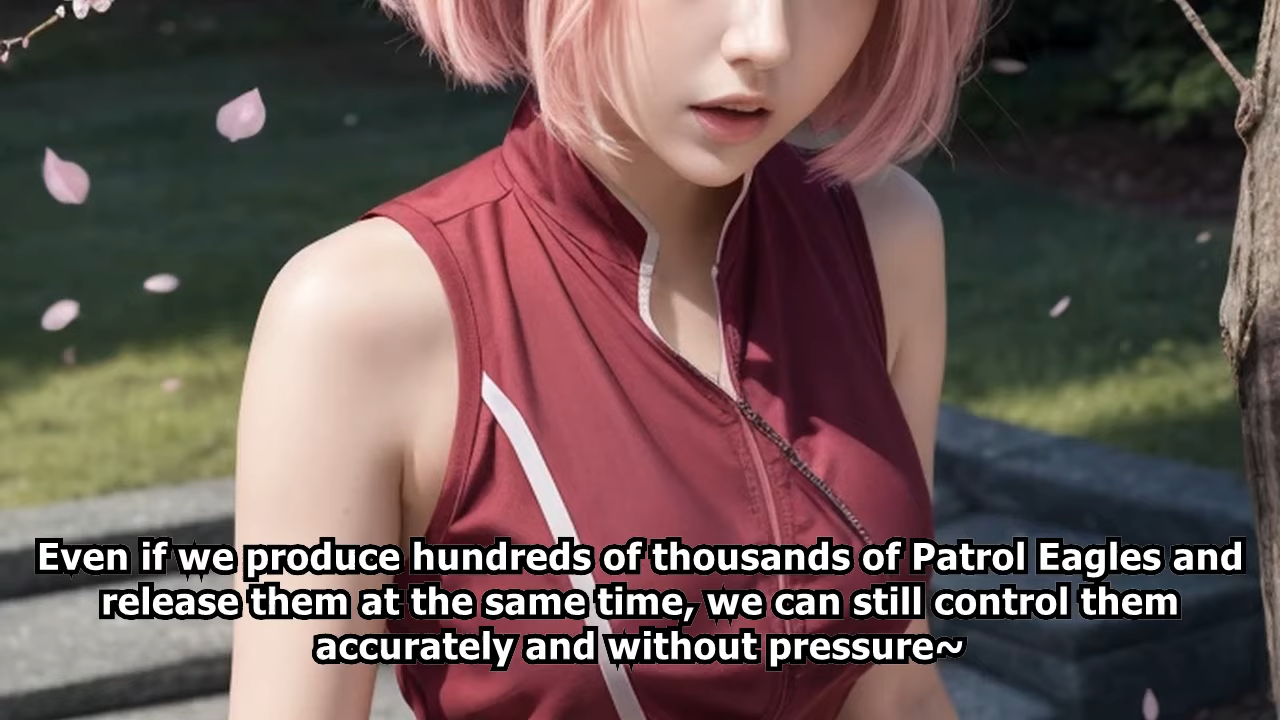 Even if we produce hundreds of thousands of Patrol Eagles and
release them at the same time, we can still control them
accurately and without pressure~